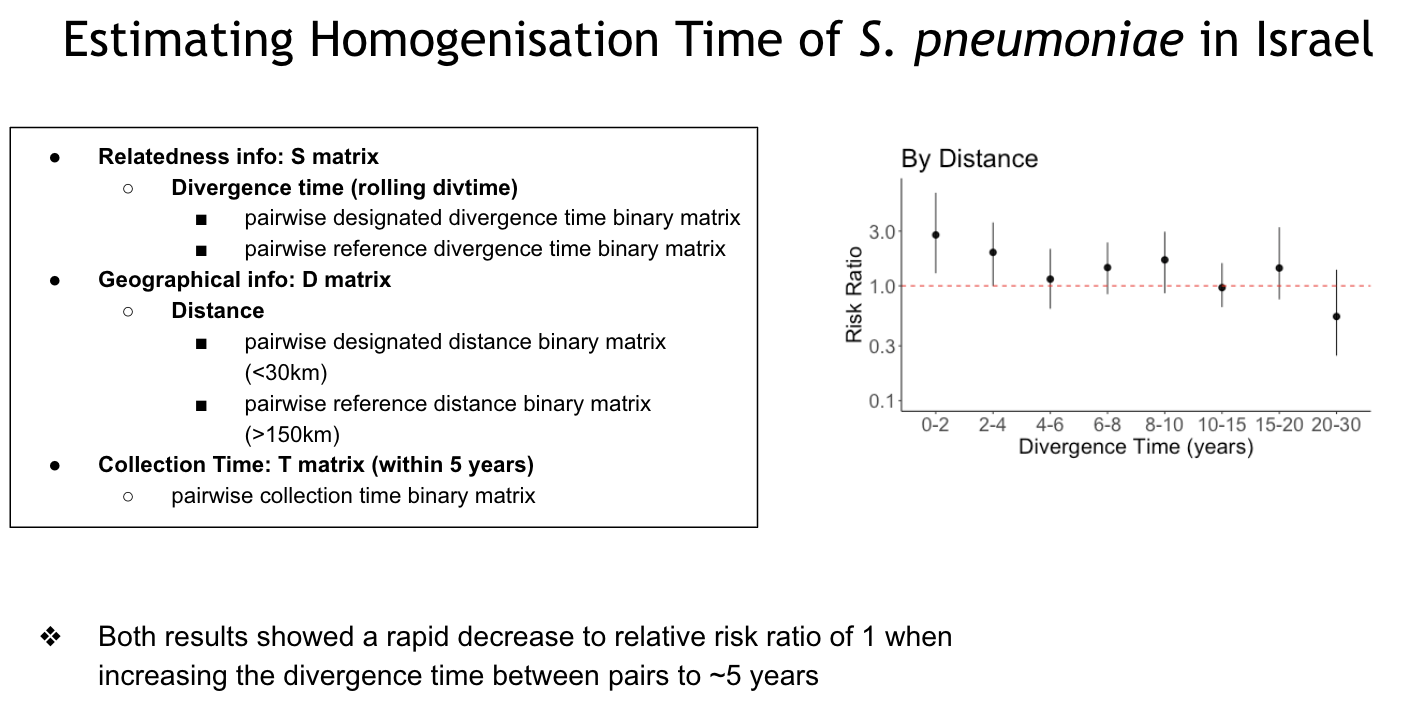 Estimating Homogenisation Time of S. pneumoniae in Israel
● Relatedness info: S matrix
○ Divergence time (rolling divtime)
■ pairwise designated divergence time binary matrix
■ pairwise reference divergence time binary matrix
● Geographical info: D matrix
○ Distance
■ pairwise designated distance binary matrix
(<30km)
■ pairwise reference distance binary matrix
(>150km)
● Collection Time: T matrix (within 5 years)
○ pairwise collection time binary matrix
By Distance
Risk Ratio
3.0
1.0
0.3
0.1
0-2 2-4 4-6 6-8 8-10 10-15 15-20 20-30
Divergence Time (years)
❖ Both results showed a rapid decrease to relative risk ratio of 1 when
increasing the divergence time between pairs to ~5 years